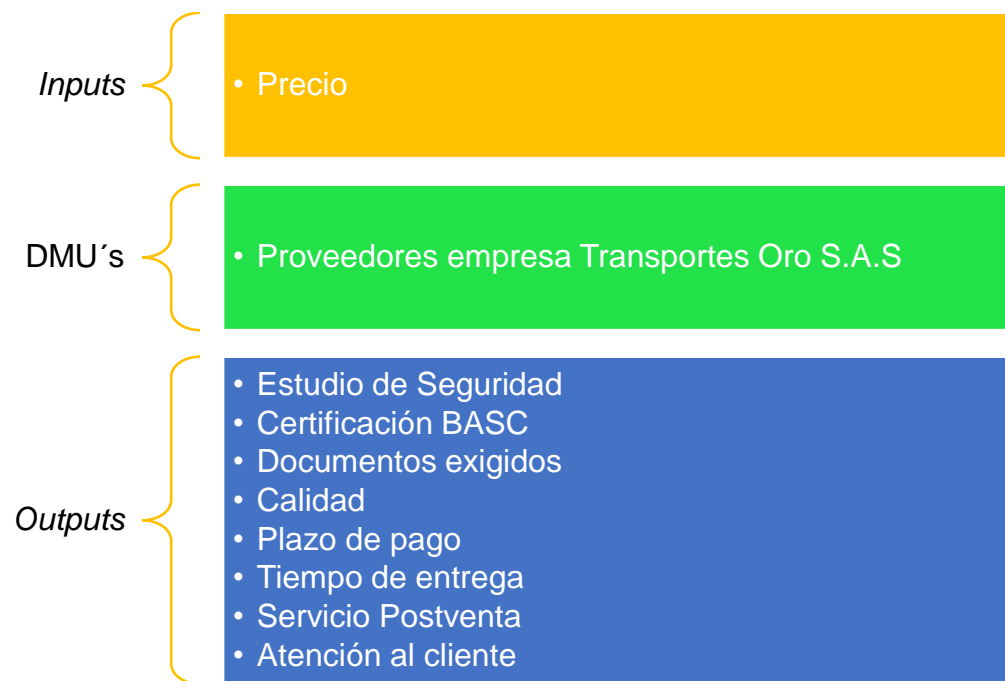 Inputs
• Precio
DMU´s
• Proveedores empresa Transportes Oro S.A.S
Outputs
• Estudio de Seguridad
• Certificación BASC
• Documentos exigidos
• Calidad
• Plazo de pago
• Tiempo de entrega
• Servicio Postventa
• Atención al cliente